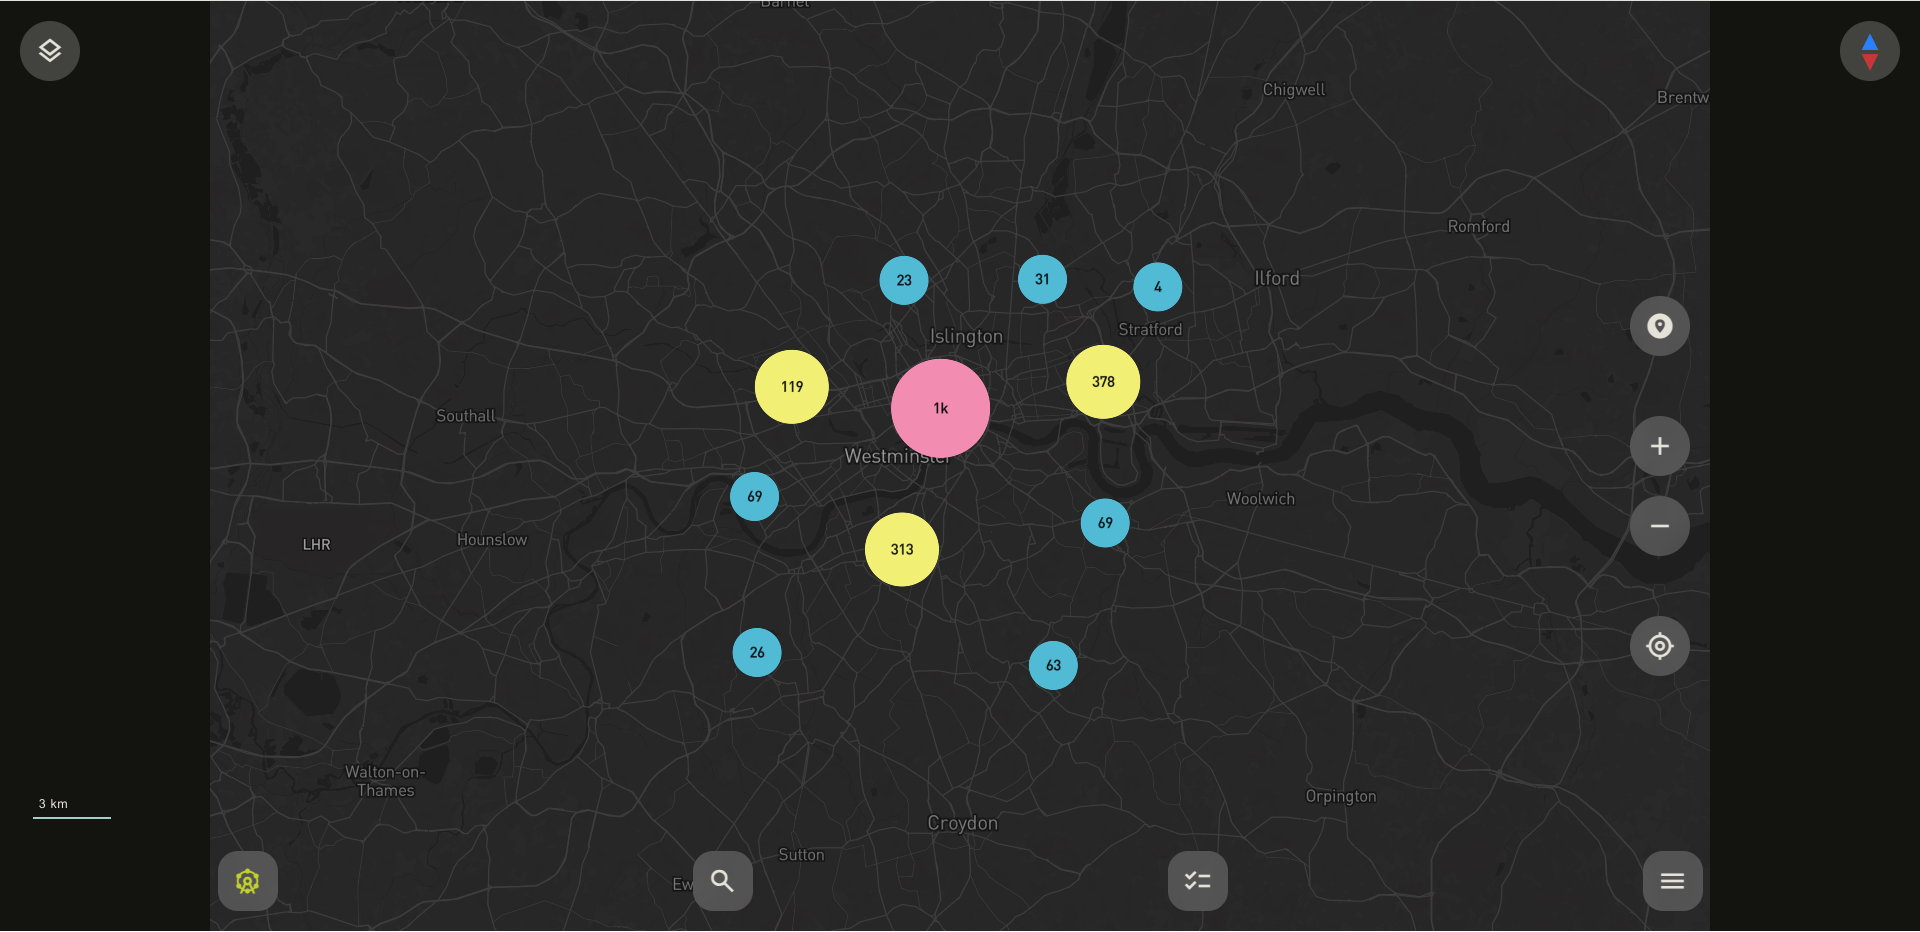 Barnet
Chigwell
Brentw
Romford
23
31
4
Ilford
Stratford
Islington
119
1k
378
Southall
Westminster
69
Woolwich
69
LHR
Hounslow
313
26
63
Walton-on-
Thames
3 km
Orpington
Croydon
Sutton
Ew